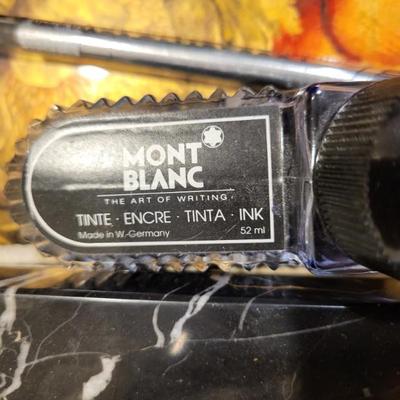 MONT
BLANC
THE ART OF WRITING
TINTE · ENCRE · TINTA · INK
Made in W.-Germany 52 ml